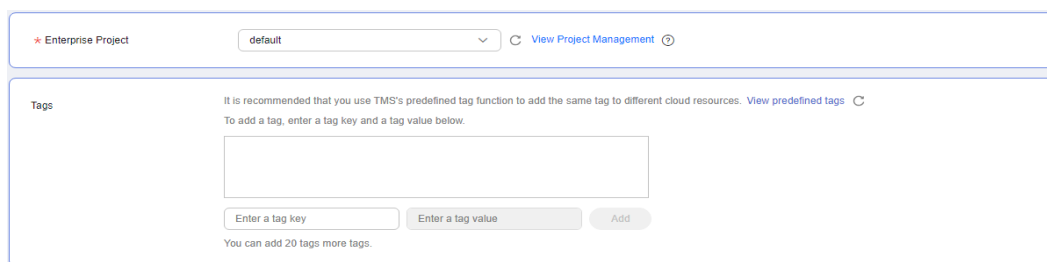 * Enterprise Project default View Project Management ?
Tags It is recommended that you use TMS's predefined tag function to add the same tag to different cloud resources. View predefined tags
To add a tag, enter a tag key and a tag value below.
Enter a tag key Enter a tag value Add
You can add 20 tags more tags.